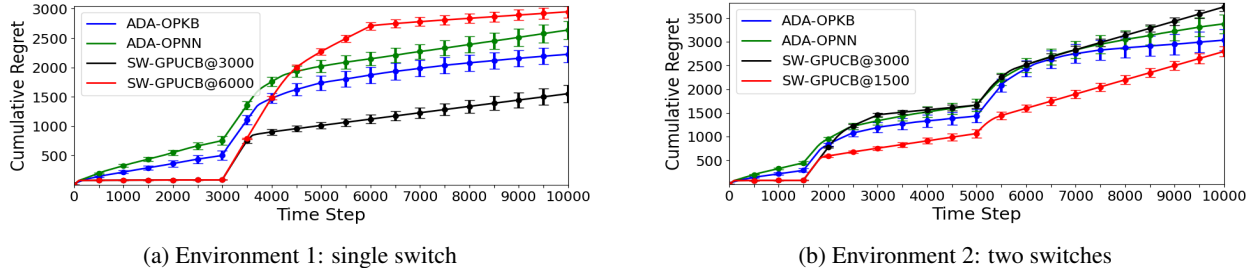 Cumulative Regret
3000
2500
2000
1500
1000
500
ADA-OPKB
ADA-OPNN
SW-GPUCB@3000
SW-GPUCB@6000
0 1000 2000 3000 4000 5000 6000 7000 8000 9000 10000
Time Step
(a) Environment 1: single switch
Cumulative Regret
3500
3000
2500
2000
1500
1000
500
ADA-OPKB
ADA-OPNN
SW-GPUCB@3000
SW-GPUCB@1500
0 1000 2000 3000 4000 5000 6000 7000 8000 9000 10000
Time Step
(b) Environment 2: two switches